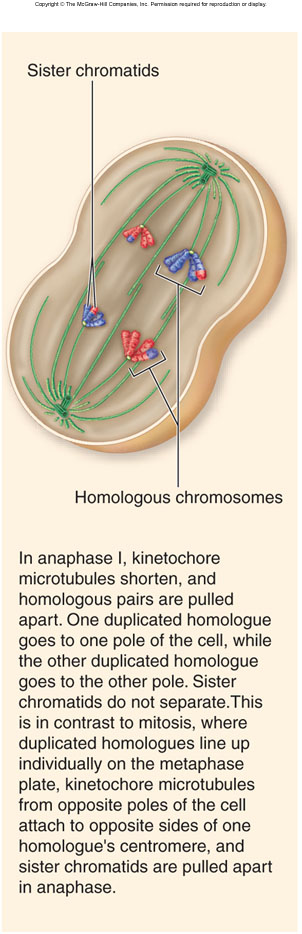 Copyright © The McGraw-Hill Companies, Inc. Permission required for reproduction or display.
Sister chromatids
Homologous chromosomes
In anaphase I, kinetochore
microtubules shorten, and
homologous pairs are pulled
apart. One duplicated homologue
goes to one pole of the cell, while
the other duplicated homologue
goes to the other pole. Sister
chromatids do not separate.This
is in contrast to mitosis, where
duplicated homologues line up
individually on the metaphase
plate, kinetochore microtubules
from opposite poles of the cell
attach to opposite sides of one
homologue's centromere, and
sister chromatids are pulled apart
in anaphase.